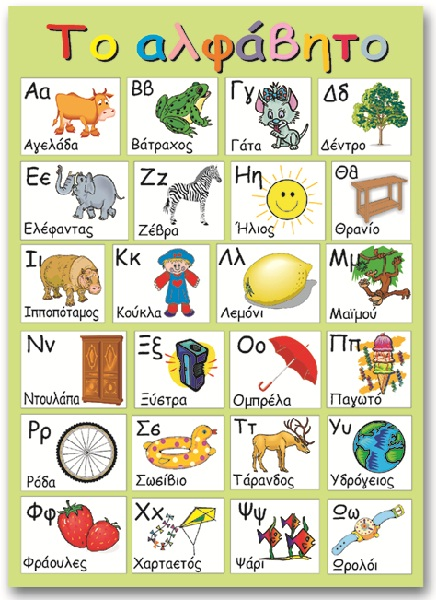 Το αλφάβητο
Αα
Αγελάδα
Ββ
Βάτραχος
Γγ
Γάτα
Δδ
Δέντρο
Εε
Ελέφαντας
Ζζ
Ζέβρα
Ηη
Ήλιος
Θθ
Θρανίο
Ιι
Ιπποπόταμος
Κκ
Κούκλα
Λλ
Λεμόνι
Μμ
Μαϊμού
Νν
Ντουλάπα
Ξξ
Ξύστρα
Οο
Ομπρέλα
Ππ
Παγωτό
Ρρ
Ρόδα
Σσ
Σωσίβιο
Ττ
Τάρανδος
Υυ
Υδρόγειος
Φφ
Φράουλες
Χχ
Χαρταετός
Ψψ
Ψάρι
Ωω
Ωρολόι